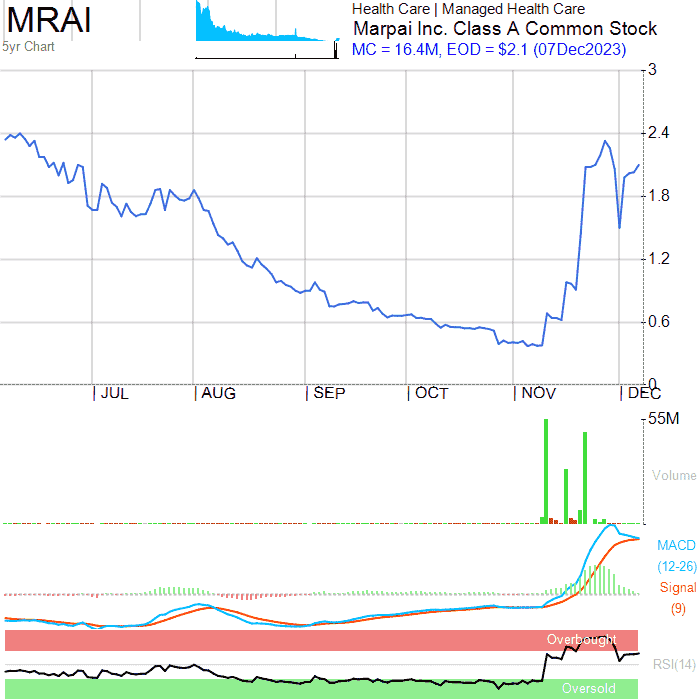 MRAI
5yr Chart
Health Care | Managed Health Care
Marpai Inc. Class A Common Stock
MC = 16.4M, EOD = $2.1 (07Dec2023)
3
2.4
1.8
1.2
0.6
0
JUL AUG SEP OCT NOV DEC
55M
Volume
MACD
(12-26)
Signal
(9)
Overbought
RSI(14)
Oversold